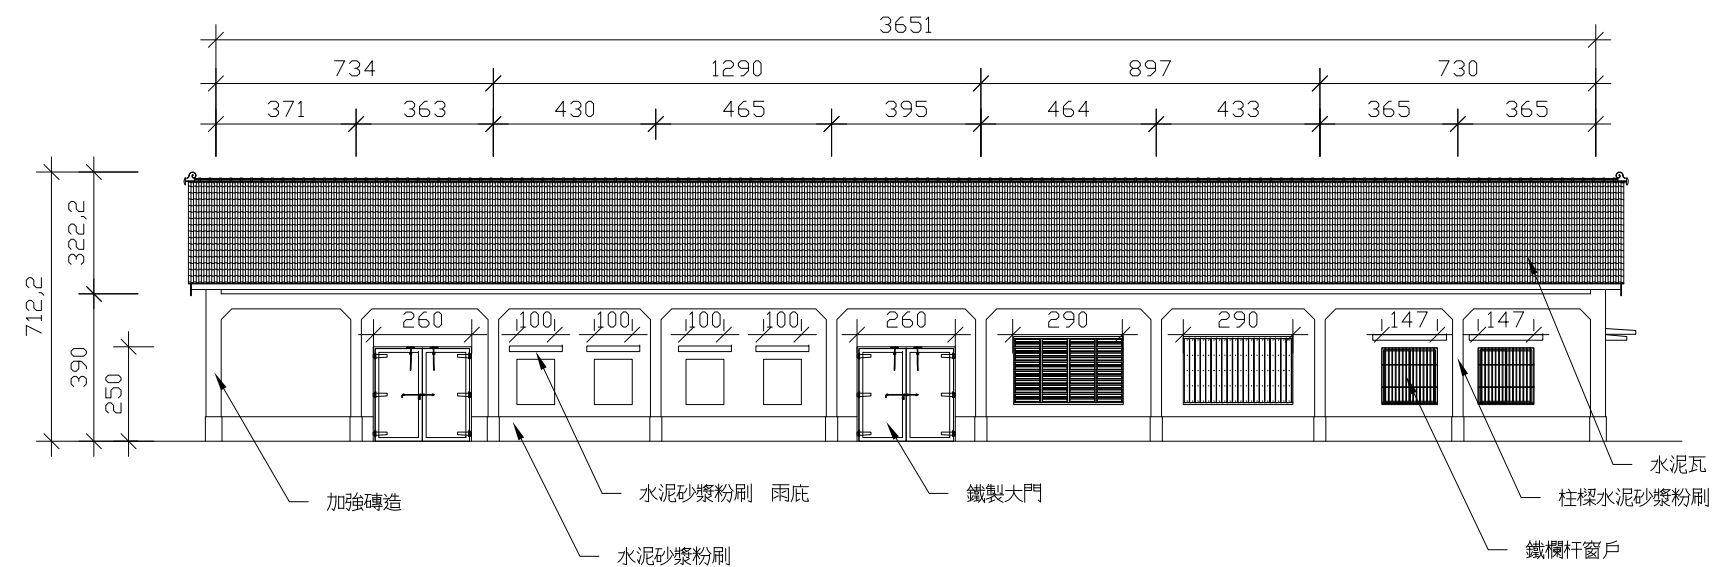 3651
734 1290 897 730
371 363 430 465 395 464 433 365 365
322,2
712,2
390
250
260 100 100 100 100 260 290 290 147 147
水泥瓦
水泥砂漿粉刷 雨庇
鐵製大門
柱樑水泥砂漿粉刷
加強磚造
水泥砂漿粉刷
鐵欄杆窗戶